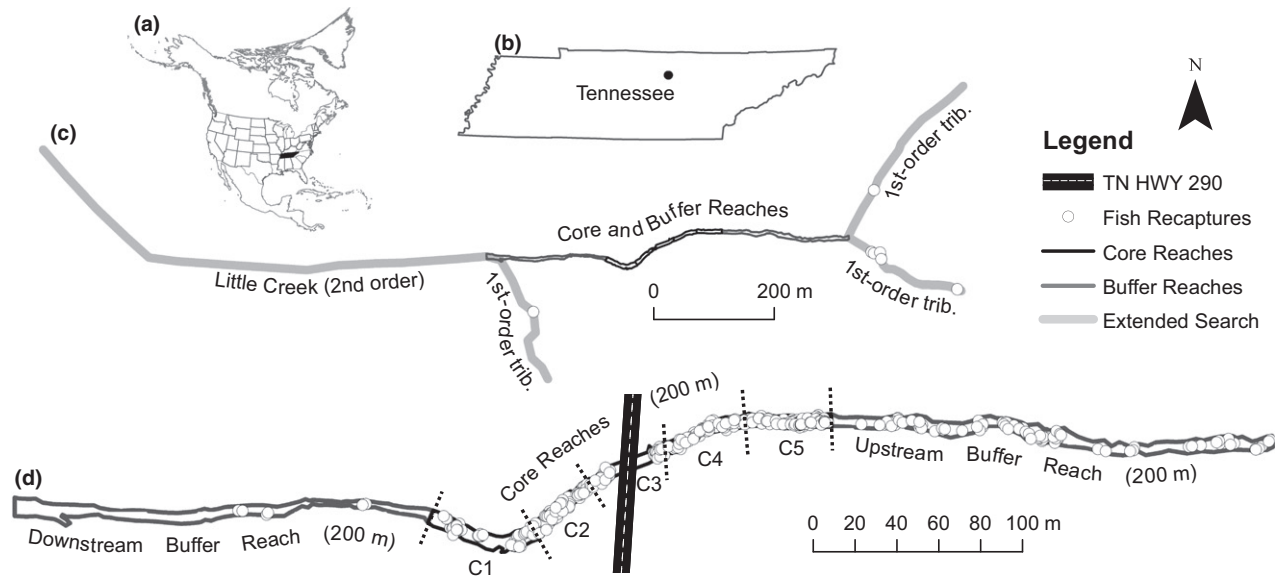 (a)
(b)
Tennessee
(c)
Little Creek (2nd order)
1st-order trib.
Core and Buffer Reaches
1st-order trib.
1st-order trib.
0 200 m
N
Legend
TN HWY 290
Fish Recaptures
Core Reaches
Buffer Reaches
Extended Search
(d)
Downstream Buffer Reach (200 m)
Core Reaches (200 m)
C1
C2
C3
C4
C5
Upstream Buffer Reach (200 m)
0 20 40 60 80 100 m